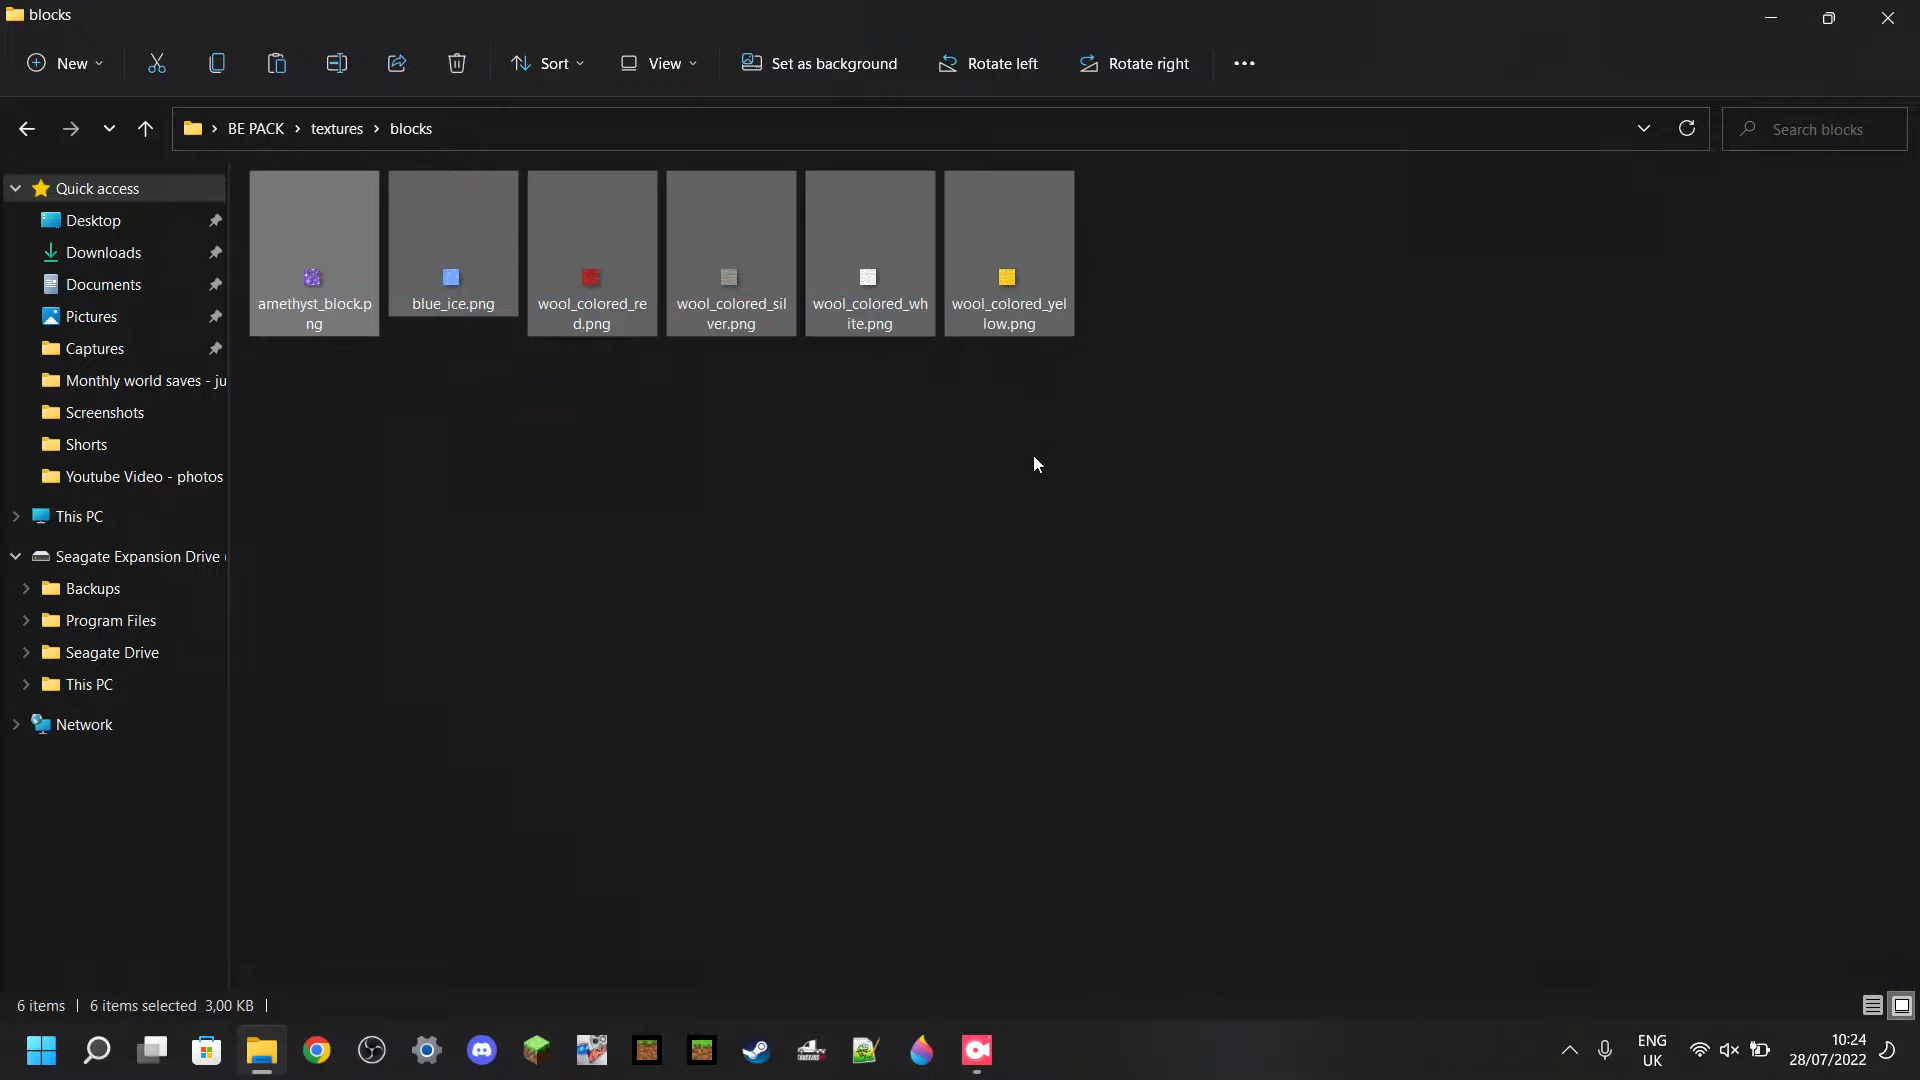 blocks
New
Sort
View
Set as background
Rotate left
Rotate right
BE PACK
textures
blocks
Search blocks
Quick access
Desktop
Downloads
Documents
Pictures
Captures
Monthly world saves - ju
Screenshots
Shorts
Youtube Video - photos
This PC
Seagate Expansion Drive (
Backups
Program Files
Seagate Drive
This PC
Network
amethyst_block.p
ng
blue_ice.png
wool_colored_re
d.png
wool_colored_sil
ver.png
wool_colored_wh
ite.png
wool_colored_yel
low.png
6 items
6 items selected 3,00 KB
ENG
UK
10:24
28/07/2022